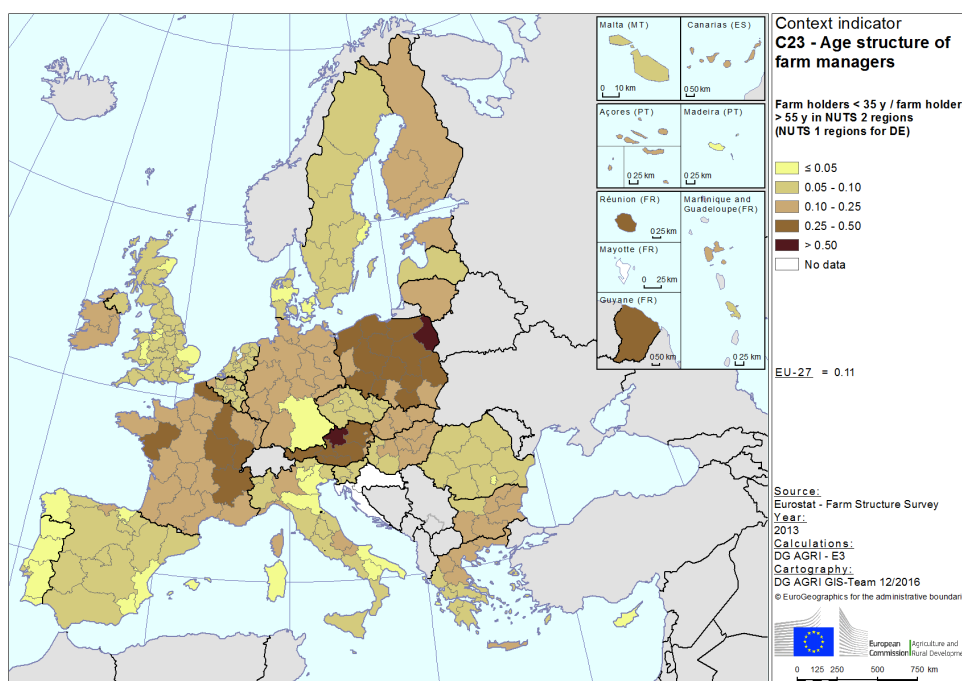 Malta (MT)
0 10 km
Canarias (ES)
0 50 km
Açores (PT)
0 25 km
0 25 km
Madeira (PT)
0 25 km
Réunion (FR)
0 25 km
Mayotte (FR)
0 25 km
Guyane (FR)
0 50 km
Martinique and
Guadeloupe(FR)
0 25 km
Context indicator
C23 - Age structure of
farm managers
Farm holders < 35 y / farm holder
> 55 y in NUTS 2 regions
(NUTS 1 regions for DE)
≤ 0.05
0.05 - 0.10
0.10 - 0.25
0.25 - 0.50
> 0.50
No data
EU-27 = 0.11
Source:
Eurostat - Farm Structure Survey
Year:
2013
Calculations:
DG AGRI - E3
Cartography:
DG AGRI GIS-Team 12/2016
© EuroGeographics for the administrative boundari
European
Commission
Agriculture and
Rural Developme
0 125 250 500 750 km